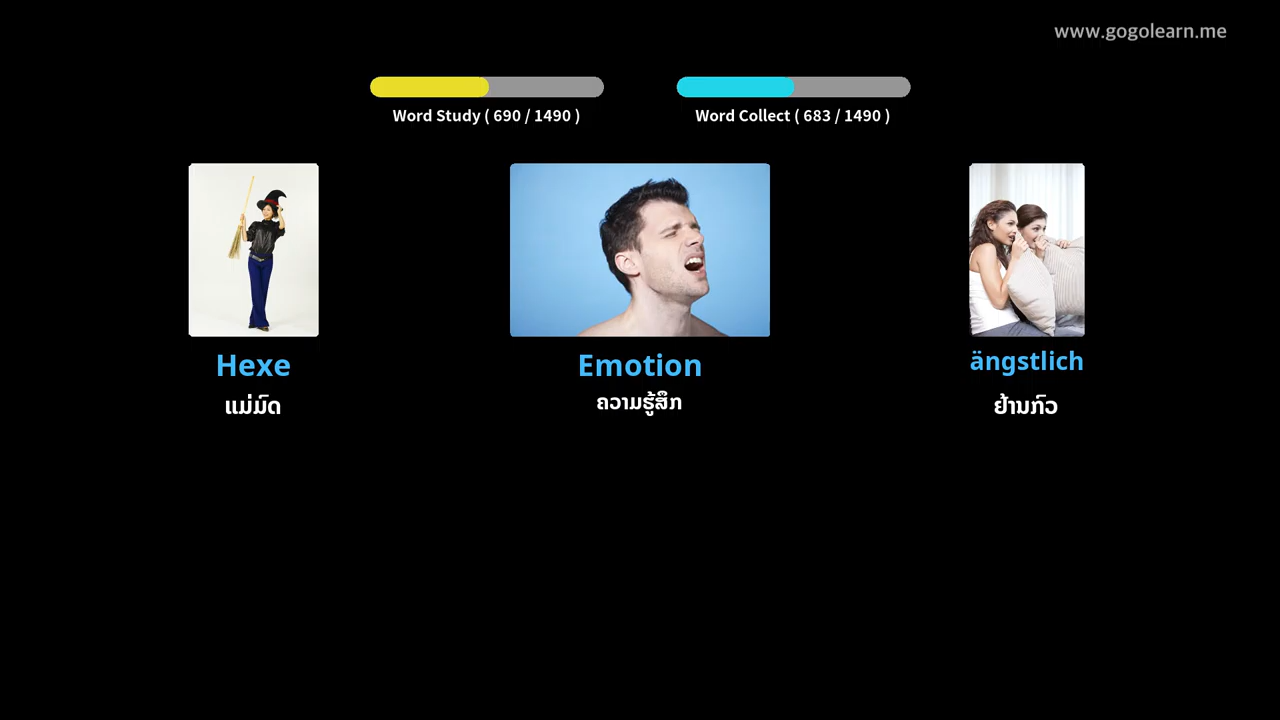 www.gogolearn.me
Word Study ( 690 / 1490 )
Word Collect ( 683 / 1490 )
Hexe
ແມ່ມົດ
Emotion
ຄວາມຮູ້ສຶກ
ängstlich
ຢ້ານກົວ